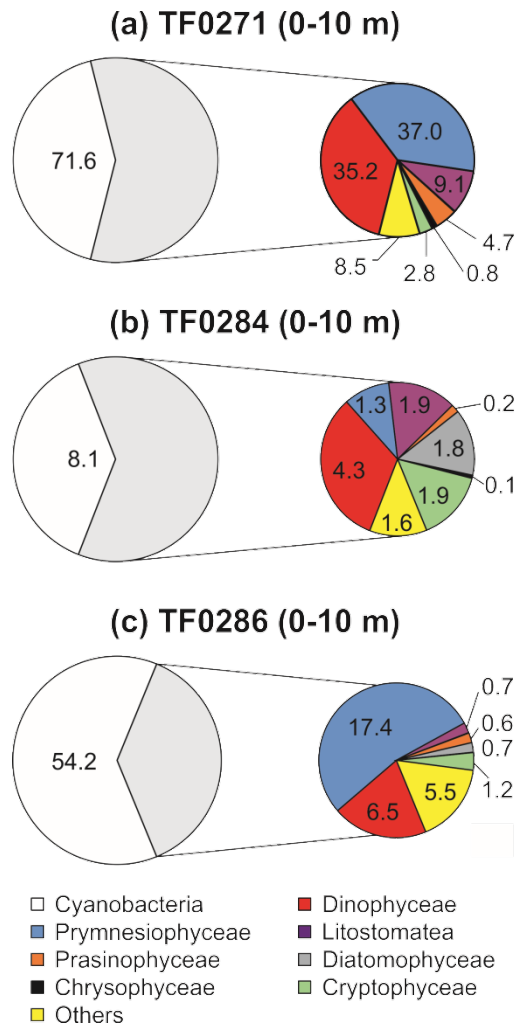 (a) TF0271 (0-10 m)
71.6
37.0
35.2
9.1
4.7
0.8
2.8
8.5
(b) TF0284 (0-10 m)
8.1
1.3
1.9
0.2
1.8
4.3
0.1
1.9
1.6
(c) TF0286 (0-10 m)
54.2
17.4
0.7
0.6
0.7
1.2
5.5
6.5
Cyanobacteria
Dinophyceae
Prymnesiophyceae
Litostomatea
Prasinophyceae
Diatomophyceae
Chrysophyceae
Cryptophyceae
Others